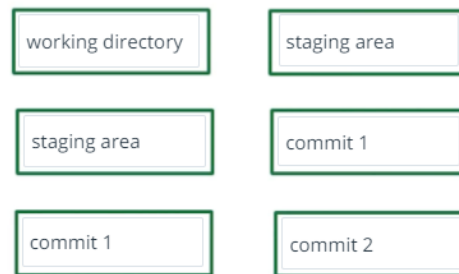 working directory
staging area
staging area
commit 1
commit 1
commit 2